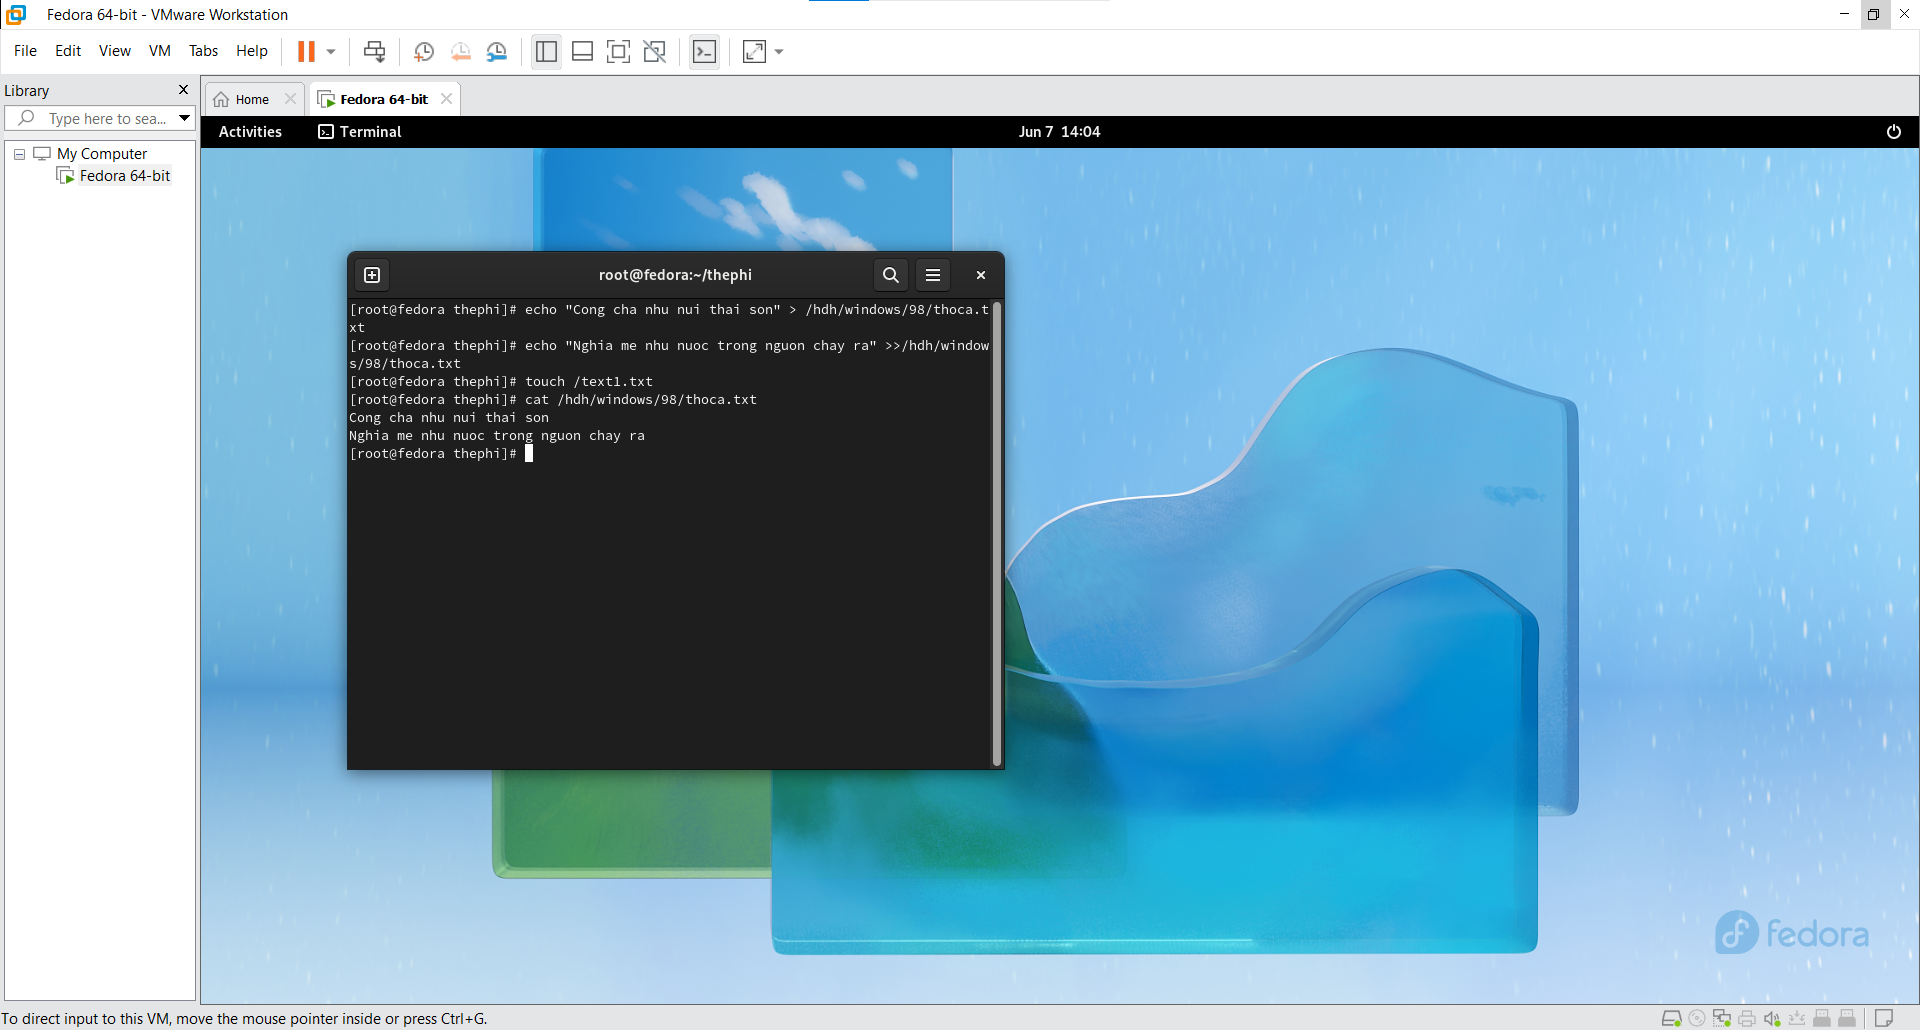 Fedora 64-bit - VMware Workstation
File Edit View VM Tabs Help
Library
Type here to sea...
My Computer
Fedora 64-bit
Home
Fedora 64-bit
Activities
Terminal
Jun 7 14:04
root@fedora:~/thephi
[root@fedora thephi]# echo "Cong cha nhu nui thai son" > /hdh/windows/98/thoca.t
xt
[root@fedora thephi]# echo "Nghia me nhu nuoc trong nguon chay ra" >>/hdh/window
s/98/thoca.txt
[root@fedora thephi]# touch /text1.txt
[root@fedora thephi]# cat /hdh/windows/98/thoca.txt
Cong cha nhu nui thai son
Nghia me nhu nuoc trong nguon chay ra
[root@fedora thephi]#
fedora
To direct input to this VM, move the mouse pointer inside or press Ctrl+G.